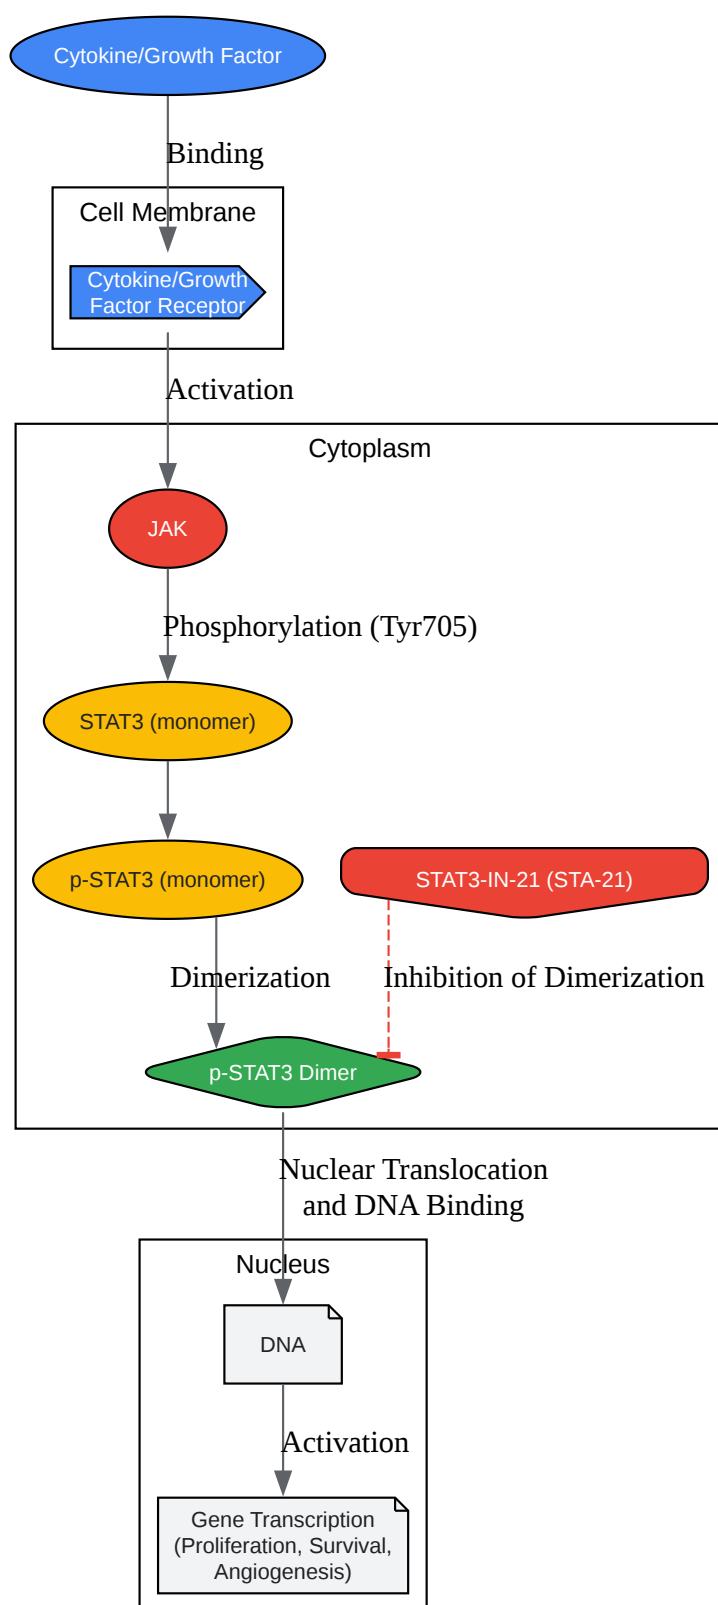 Cytokine/Growth Factor
Binding
Cell Membrane
Cytokine/Growth
Factor Receptor
Activation
Cytoplasm
JAK
Phosphorylation (Tyr705)
STAT3 (monomer)
p-STAT3 (monomer)
STAT3-IN-21 (STA-21)
Dimerization
Inhibition of Dimerization
p-STAT3 Dimer
Nuclear Translocation
and DNA Binding
Nucleus
DNA
Activation
Gene Transcription
(Proliferation, Survival,
Angiogenesis)